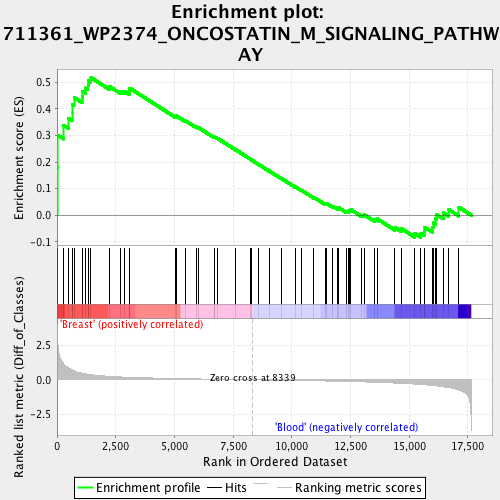 Enrichment plot:
711361_WP2374_ONCOSTATIN_M_SIGNALING_PATHW
AY
Enrichment score (ES)
0.5
0.4
0.3
0.2
0.1
0.0
-0.1
'Breast' (positively correlated)
Ranked list metric (Diff_of_Classes)
2.5
0.0
-2.5
Zero cross at 8339
'Blood' (negatively correlated)
0
2,500
5,000
7,500
10,000
12,500
15,000
17,500
Rank in Ordered Dataset
Enrichment profile
Hits
Ranking metric scores